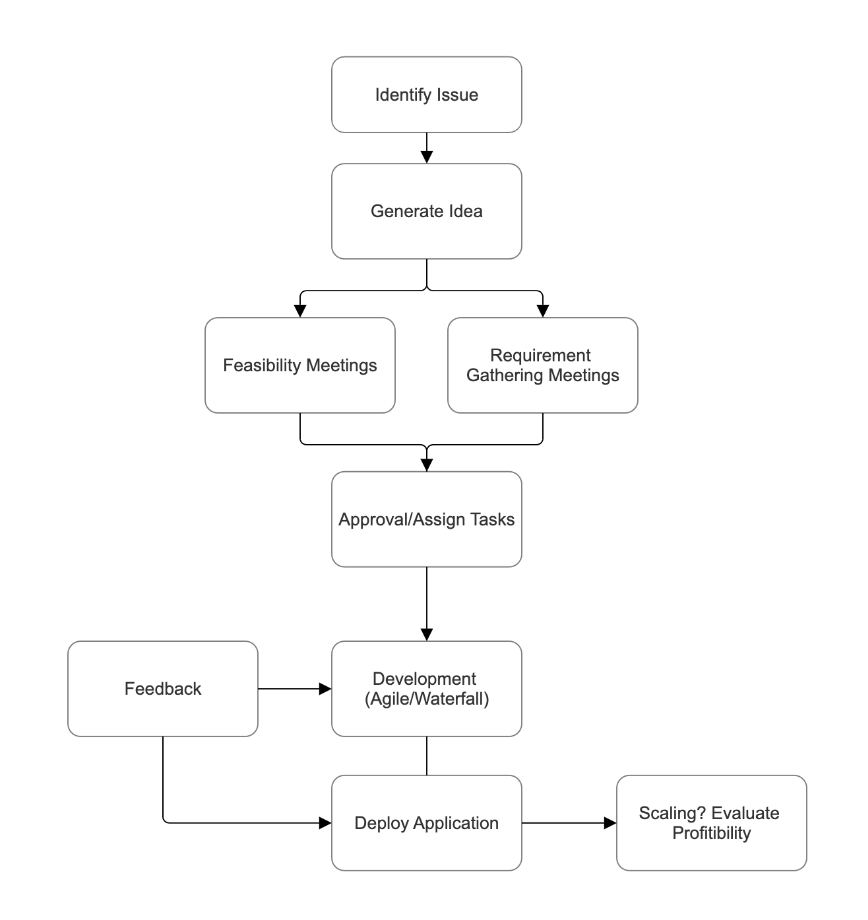 Identify Issue
Generate Idea
Feasibility Meetings
Requirement
Gathering Meetings
Approval/Assign Tasks
Feedback
Development
(Agile/Waterfall)
Deploy Application
Scaling? Evaluate
Profitibility